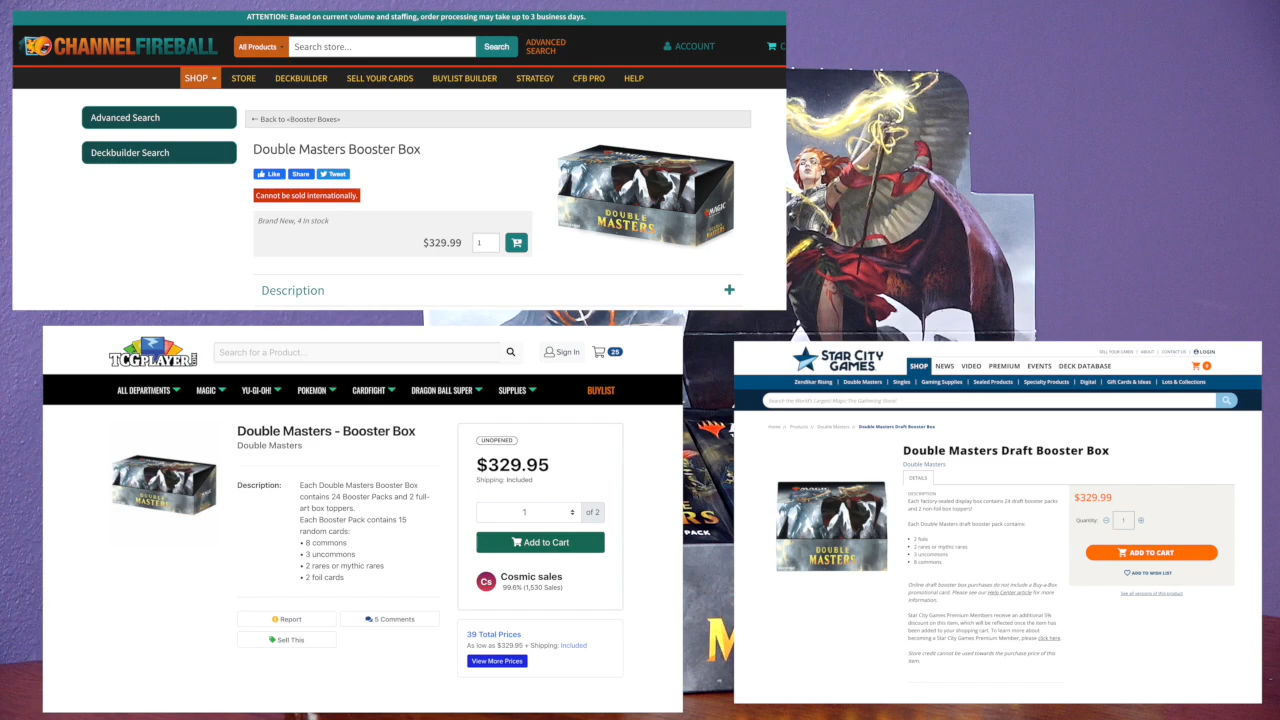 ATTENTION: Based on current volume and staffing, order processing may take up to 3 business days.
CHANNELFIREBALL
All Products
Search store...
Search
ADVANCED
SEARCH
ACCOUNT
SHOP
STORE
DECKBUILDER
SELL YOUR CARDS
BUYLIST BUILDER
STRATEGY
CFB PRO
HELP
Advanced Search
Deckbuilder Search
← Back to «Booster Boxes»
Double Masters Booster Box
Like
Share
Tweet
Cannot be sold internationally.
Brand New, 4 In stock
$329.99
1
MAGIC
DOUBLE
MASTERS
Description
TCGPLAYER.COM
Search for a Product...
Sign In
25
ALL DEPARTMENTS
MAGIC
YU-GI-OH!
POKEMON
CARDFIGHT
DRAGON BALL SUPER
SUPPLIES
BUYLIST
Double Masters - Booster Box
Double Masters
DOUBLE
MASTERS
Description:
Each Double Masters Booster Box
contains 24 Booster Packs and 2 full-
art box toppers.
Each Booster Pack contains 15
random cards:
• 8 commons
• 3 uncommons
• 2 rares or mythic rares
• 2 foil cards
Report
5 Comments
Sell This
UNOPENED
$329.95
Shipping: Included
1
of 2
Add to Cart
Cs
Cosmic sales
99.6% (1,530 Sales)
39 Total Prices
As low as $329.95 + Shipping: Included
View More Prices
PACK
STAR CITY
GAMES
SELL YOUR CARDS | ABOUT | CONTACT US | LOGIN
SHOP
NEWS
VIDEO
PREMIUM
EVENTS
DECK DATABASE
0
Zendikar Rising | Double Masters | Singles | Gaming Supplies | Sealed Products | Specialty Products | Digital | Gift Cards & Ideas | Lots & Collections
Search the World's Largest Magic: The Gathering Store!
Home // Products // Double Masters // Double Masters Draft Booster Box
Double Masters Draft Booster Box
Double Masters
DETAILS
MAGIC
DOUBLE
MASTERS
DESCRIPTION
Each factory-sealed display box contains 24 draft booster packs
and 2 non-foil box toppers!
Each Double Masters draft booster pack contains:
• 2 foils
• 2 rares or mythic rares
• 3 uncommons
• 8 commons
Online draft booster box purchases do not include a Buy-a-Box
promotional card. Please see our Help Center article for more
information.
Star City Games Premium Members receive an additional 5%
discount on this item, which will be reflected once the item has
been added to your shopping cart. To learn more about
becoming a Star City Games Premium Member, please click here.
Store credit cannot be used towards the purchase price of this
item.
$329.99
Quantity:
1
ADD TO CART
ADD TO WISH LIST
See all versions of this product